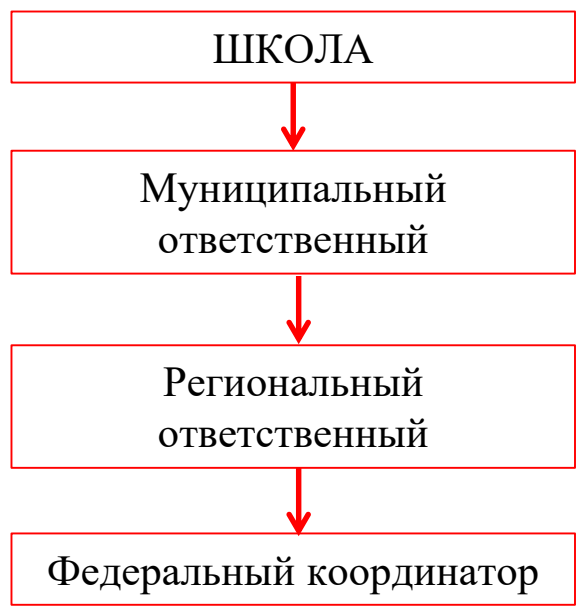 ШКОЛА
Муниципальный
ответственный
Региональный
ответственный
Федеральный координатор